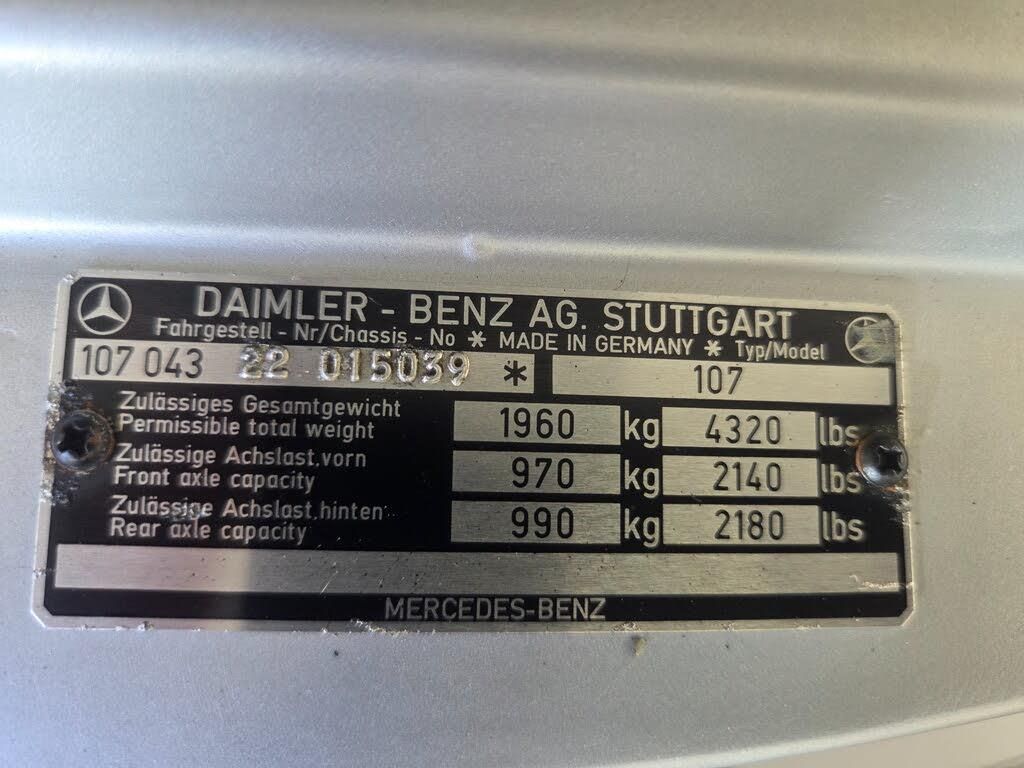 DAIMLER - BENZ AG. STUTTGART
Fahrgestell - Nr/Chassis - No * MADE IN GERMANY * Typ/Model
107 043 22 015039 * 107
Zulässiges Gesamtgewicht
Permissible total weight 1960 kg 4320 lbs
Zulässige Achslast,vorn
Front axle capacity 970 kg 2140 lbs
Zulässige Achslast,hinten
Rear axle capacity 990 kg 2180 lbs
MERCEDES-BENZ